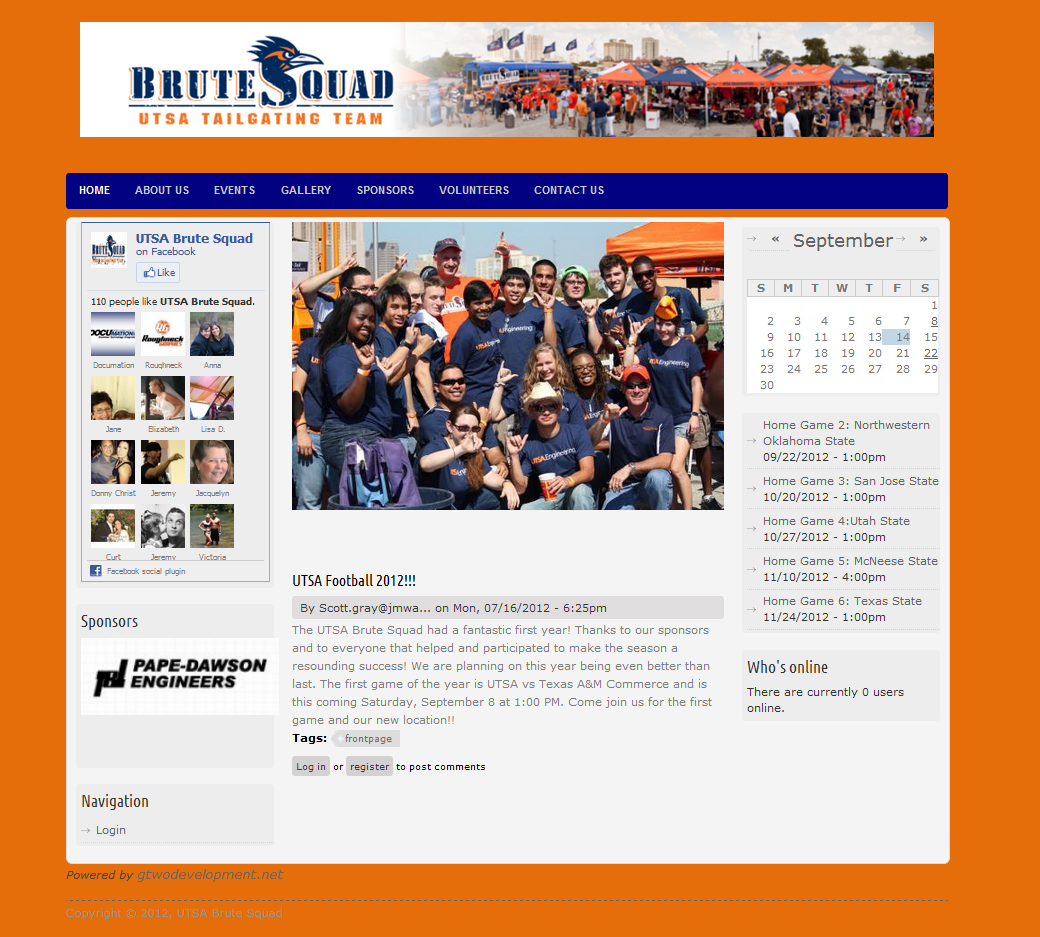 BRUTE SQUAD
UTSA TAILGATING TEAM
HOME ABOUT US EVENTS GALLERY SPONSORS VOLUNTEERS CONTACT US
UTSA Brute Squad
on Facebook
Like
110 people like UTSA Brute Squad.
Documation Roughneck Anna
Jane Elizabeth Lisa D.
Donny Christ Jeremy Jacquelyn
Curt Jeremy Victoria
Facebook social plugin
Sponsors
PAPE-DAWSON
ENGINEERS
Navigation
Login
UTSA Football 2012!!!
By Scott.gray@jmwa... on Mon, 07/16/2012 - 6:25pm
The UTSA Brute Squad had a fantastic first year! Thanks to our sponsors
and to everyone that helped and participated to make the season a
resounding success! We are planning on this year being even better than
last. The first game of the year is UTSA vs Texas A&M Commerce and is
this coming Saturday, September 8 at 1:00 PM. Come join us for the first
game and our new location!!
Tags: frontpage
Log in or register to post comments
« September »
S M T W T F S
1
2 3 4 5 6 7 8
9 10 11 12 13 14 15
16 17 18 19 20 21 22
23 24 25 26 27 28 29
30
Home Game 2: Northwestern
Oklahoma State
09/22/2012 - 1:00pm
Home Game 3: San Jose State
10/20/2012 - 1:00pm
Home Game 4:Utah State
10/27/2012 - 1:00pm
Home Game 5: McNeese State
11/10/2012 - 4:00pm
Home Game 6: Texas State
11/24/2012 - 1:00pm
Who's online
There are currently 0 users
online.
Powered by gtwodevelopment.net
Copyright © 2012, UTSA Brute Squad